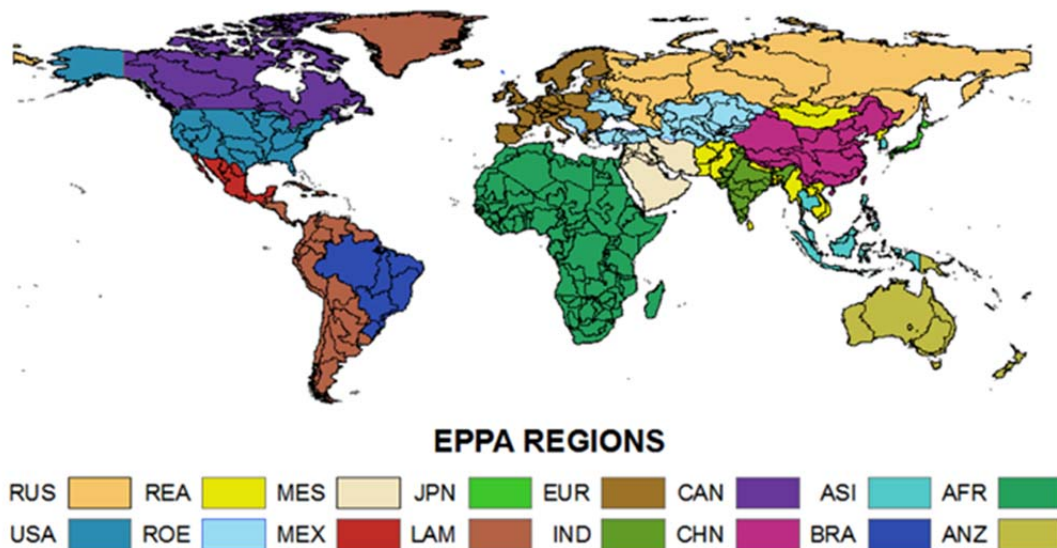 EPPA REGIONS
RUS REA MES JPN EUR CAN ASI AFR
USA ROE MEX LAM IND CHN BRA ANZ